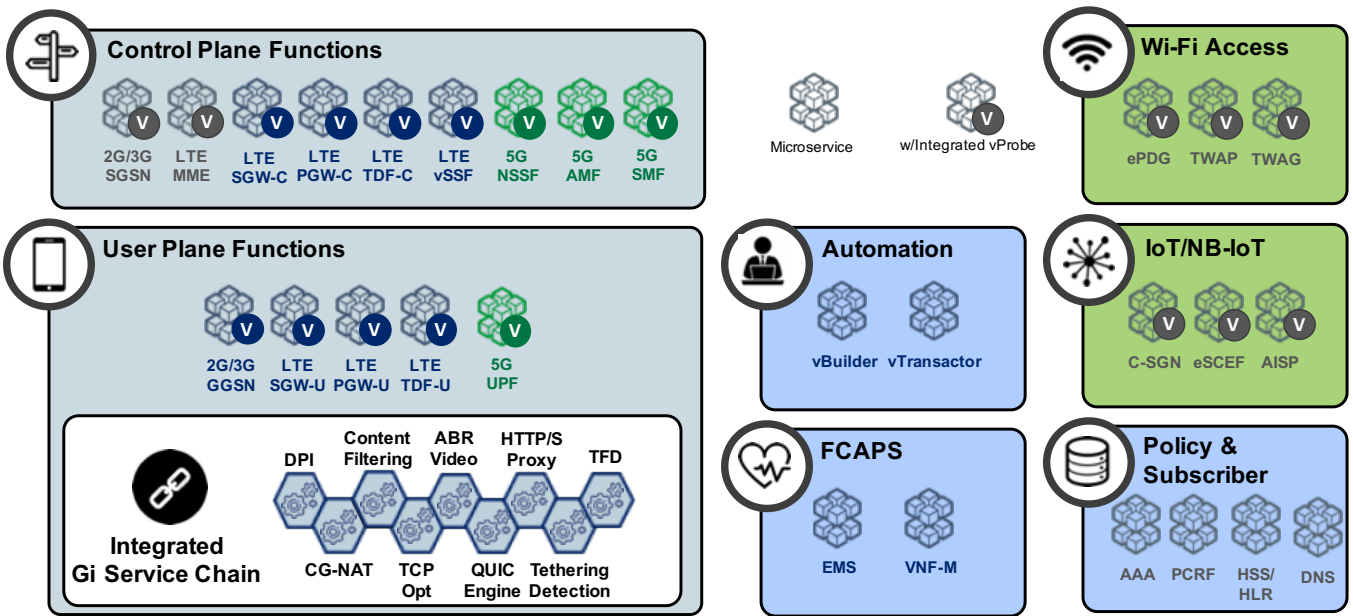 Control Plane Functions
V V V V V V V V V
2G/3G SGSN
LTE MME
LTE SGW-C
LTE PGW-C
LTE TDF-C
LTE vSSF
5G NSSF
5G AMF
5G SMF
Microservice
V
w/Integrated vProbe
Wi-Fi Access
V V V
ePDG TWAP TWAG
User Plane Functions
V V V V V
2G/3G GGSN
LTE SGW-U
LTE PGW-U
LTE TDF-U
5G UPF
Integrated
Gi Service Chain
DPI
Content
Filtering
ABR
Video
HTTP/S
Proxy
TFD
CG-NAT
TCP
Opt
QUIC
Engine
Tethering
Detection
Automation
vBuilder vTransactor
IoT/NB-IoT
V V V
C-SGN eSCEF AISP
FCAPS
EMS VNF-M
Policy &
Subscriber
AAA PCRF HSS/ DNS
HLR